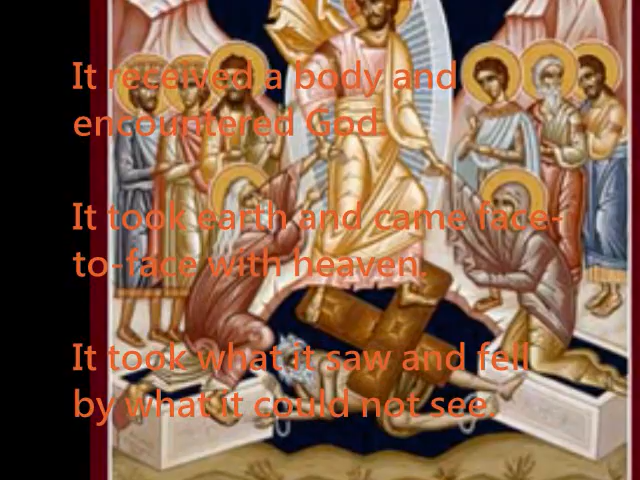 It received a body and
encountered God.
It took earth and came face-
to-face with heaven.
It took what it saw and fell
by what it could not see.